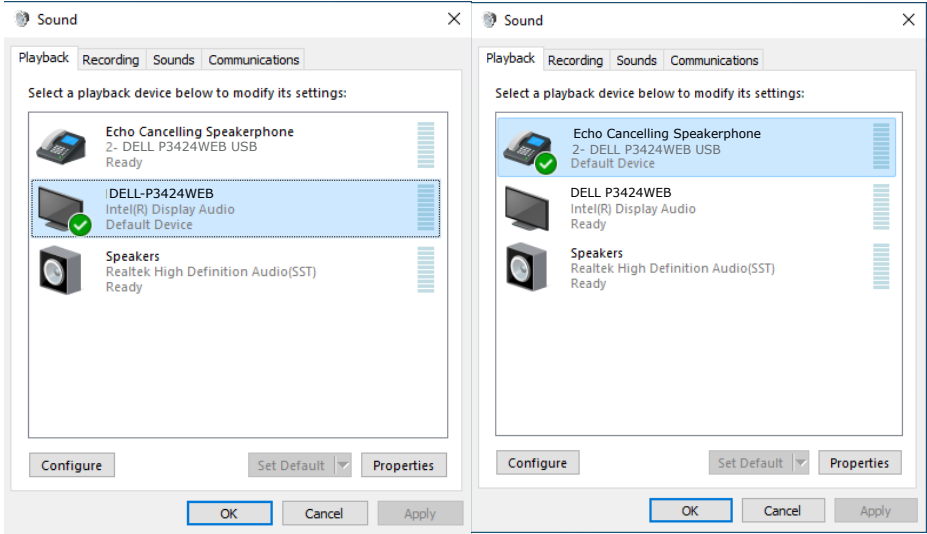 Sound
Playback Recording Sounds Communications
Select a playback device below to modify its settings:
Echo Cancelling Speakerphone
2- DELL P3424WEB USB
Ready
DELL-P3424WEB
Intel(R) Display Audio
Default Device
Speakers
Realtek High Definition Audio(SST)
Ready
Configure Set Default Properties
OK Cancel Apply
Sound
Playback Recording Sounds Communications
Select a playback device below to modify its settings:
Echo Cancelling Speakerphone
2- DELL P3424WEB USB
Default Device
DELL P3424WEB
Intel(R) Display Audio
Ready
Speakers
Realtek High Definition Audio(SST)
Ready
Configure Set Default Properties
OK Cancel Apply